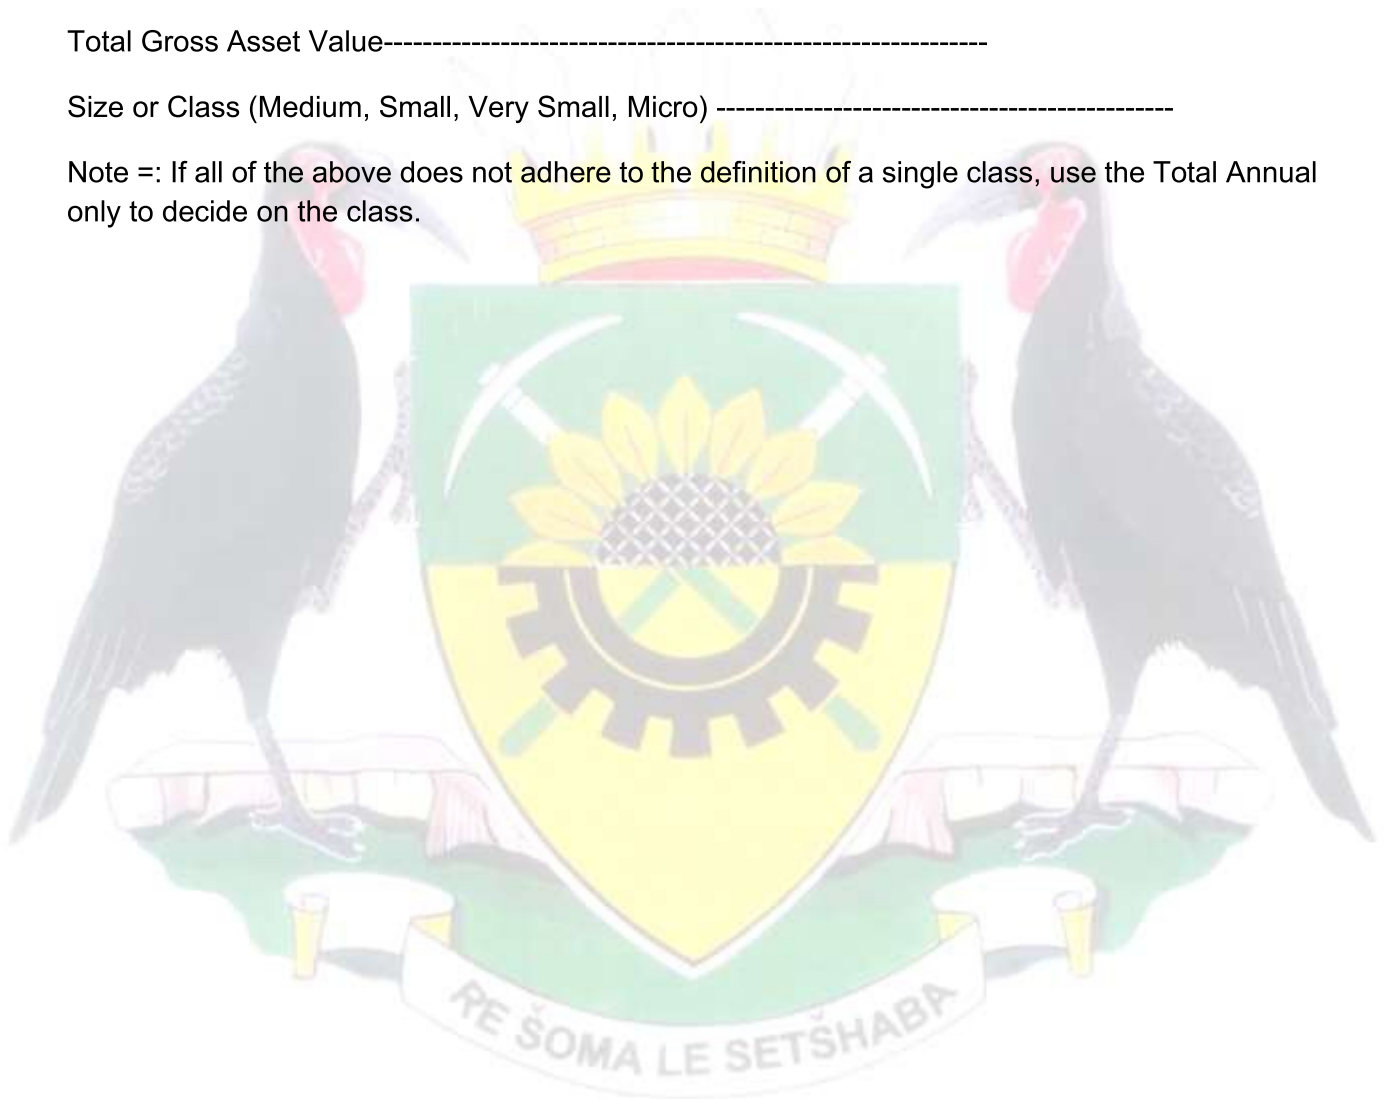 Total Gross Asset Value--------------------------------------------------------------
Size or Class (Medium, Small, Very Small, Micro) -----------------------------------------------
Note =: If all of the above does not adhere to the definition of a single class, use the Total Annual
only to decide on the class.
RE ŠOMA LE SETŠHABA